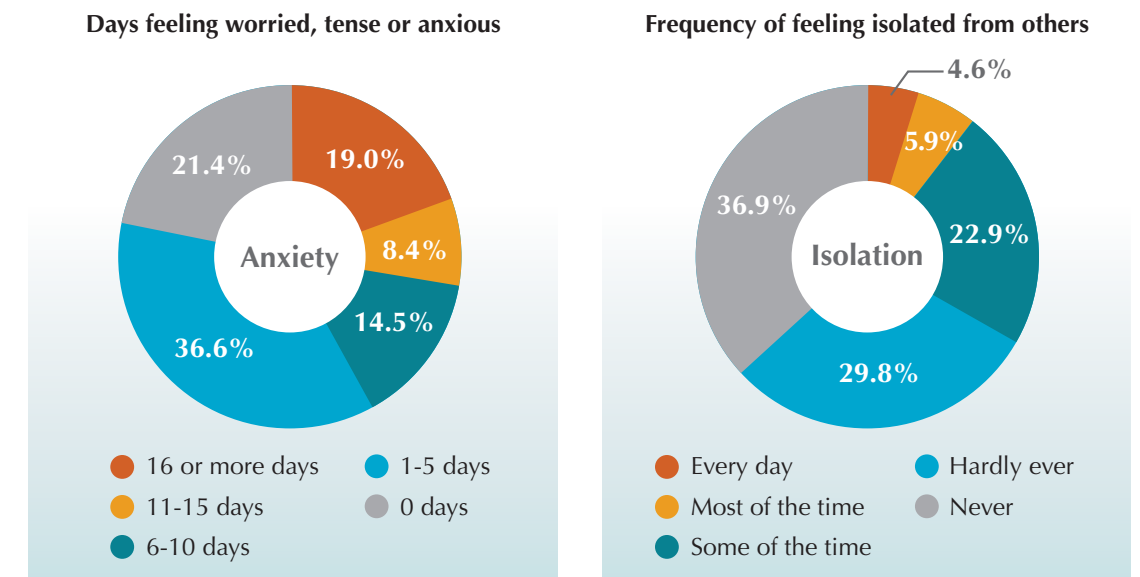 Days feeling worried, tense or anxious
21.4%
19.0%
Anxiety
8.4%
14.5%
36.6%
16 or more days
1-5 days
11-15 days
0 days
6-10 days
Frequency of feeling isolated from others
4.6%
5.9%
36.9%
22.9%
Isolation
29.8%
Every day
Hardly ever
Most of the time
Never
Some of the time